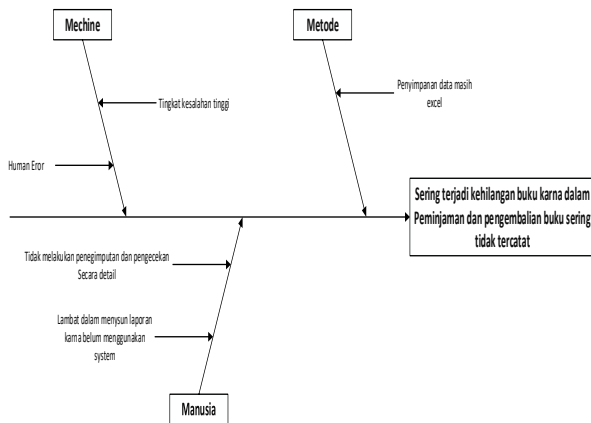 Mechine
Metode
Tingkat kesalahan tinggi
Penyimpanan data masih
excel
Human Eror
Sering terjadi kehilangan buku karna dalam
Peminjaman dan pengembalian buku sering
tidak tercatat
Tidak melakukan penegimputan dan pengecekan
Secara detail
Lambat dalam menysun laporan
karna belum menggunakan
system
Manusia